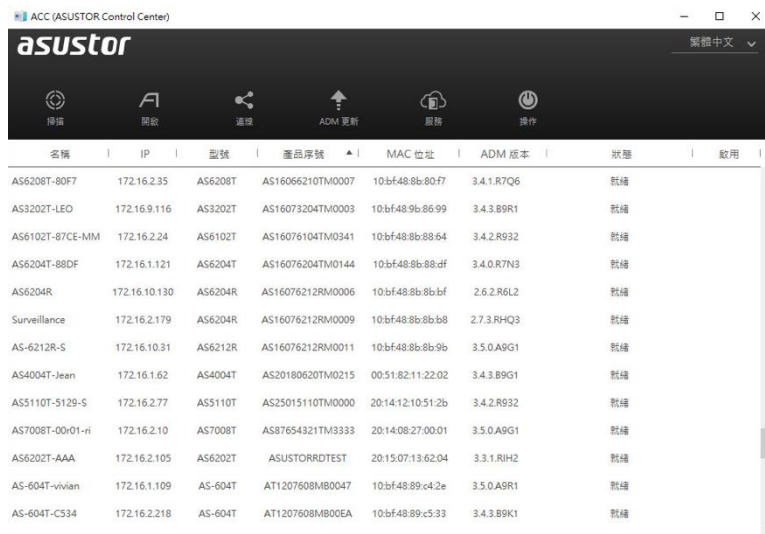 ACC (ASUSTOR Control Center)
asustor 繁體中文
掃描 開啟 連線 ADM 更新 服務 操作
名稱 IP 型號 產品序號 MAC 位址 ADM 版本 狀態 啟用
AS6208T-80F7 172.16.2.35 AS6208T AS16066210TM0007 10:bf:48:8b:80:f7 3.4.1.R7Q6 就緒
AS3202T-LEO 172.16.9.116 AS3202T AS16073204TM0003 10:bf:48:9b:86:99 3.4.3.B9R1 就緒
AS6102T-87CE-MM 172.16.2.24 AS6102T AS16076104TM0341 10:bf:48:8b:88:64 3.4.2.R932 就緒
AS6204T-88DF 172.16.1.121 AS6204T AS16076204TM0144 10:bf:48:8b:88:df 3.4.0.R7N3 就緒
AS6204R 172.16.10.130 AS6204R AS16076212RM0006 10:bf:48:8b:8b:bf 2.6.2.R6L2 就緒
Surveillance 172.16.2.179 AS6204R AS16076212RM0009 10:bf:48:8b:8b:b8 2.7.3.RHQ3 就緒
AS-6212R-S 172.16.10.31 AS6212R AS16076212RM0011 10:bf:48:8b:8b:9b 3.5.0.A9G1 就緒
AS4004T-Jean 172.16.1.62 AS4004T AS20180620TM0215 00:51:82:11:22:02 3.4.3.B9G1 就緒
AS5110T-5129-S 172.16.2.77 AS5110T AS25015110TM0000 20:14:12:10:51:2b 3.4.2.R932 就緒
AS7008T-00r01-ri 172.16.2.10 AS7008T AS87654321TM3333 20:14:08:27:00:01 3.5.0.A9G1 就緒
AS6202T-AAA 172.16.2.105 AS6202T ASUSTORRDTEST 20:15:07:13:62:04 3.3.1.RIH2 就緒
AS-604T-vivian 172.16.1.109 AS-604T AT1207608MB0047 10:bf:48:89:c4:2e 3.5.0.A9R1 就緒
AS-604T-C534 172.16.2.218 AS-604T AT1207608MB00EA 10:bf:48:89:c5:33 3.4.3.B9K1 就緒